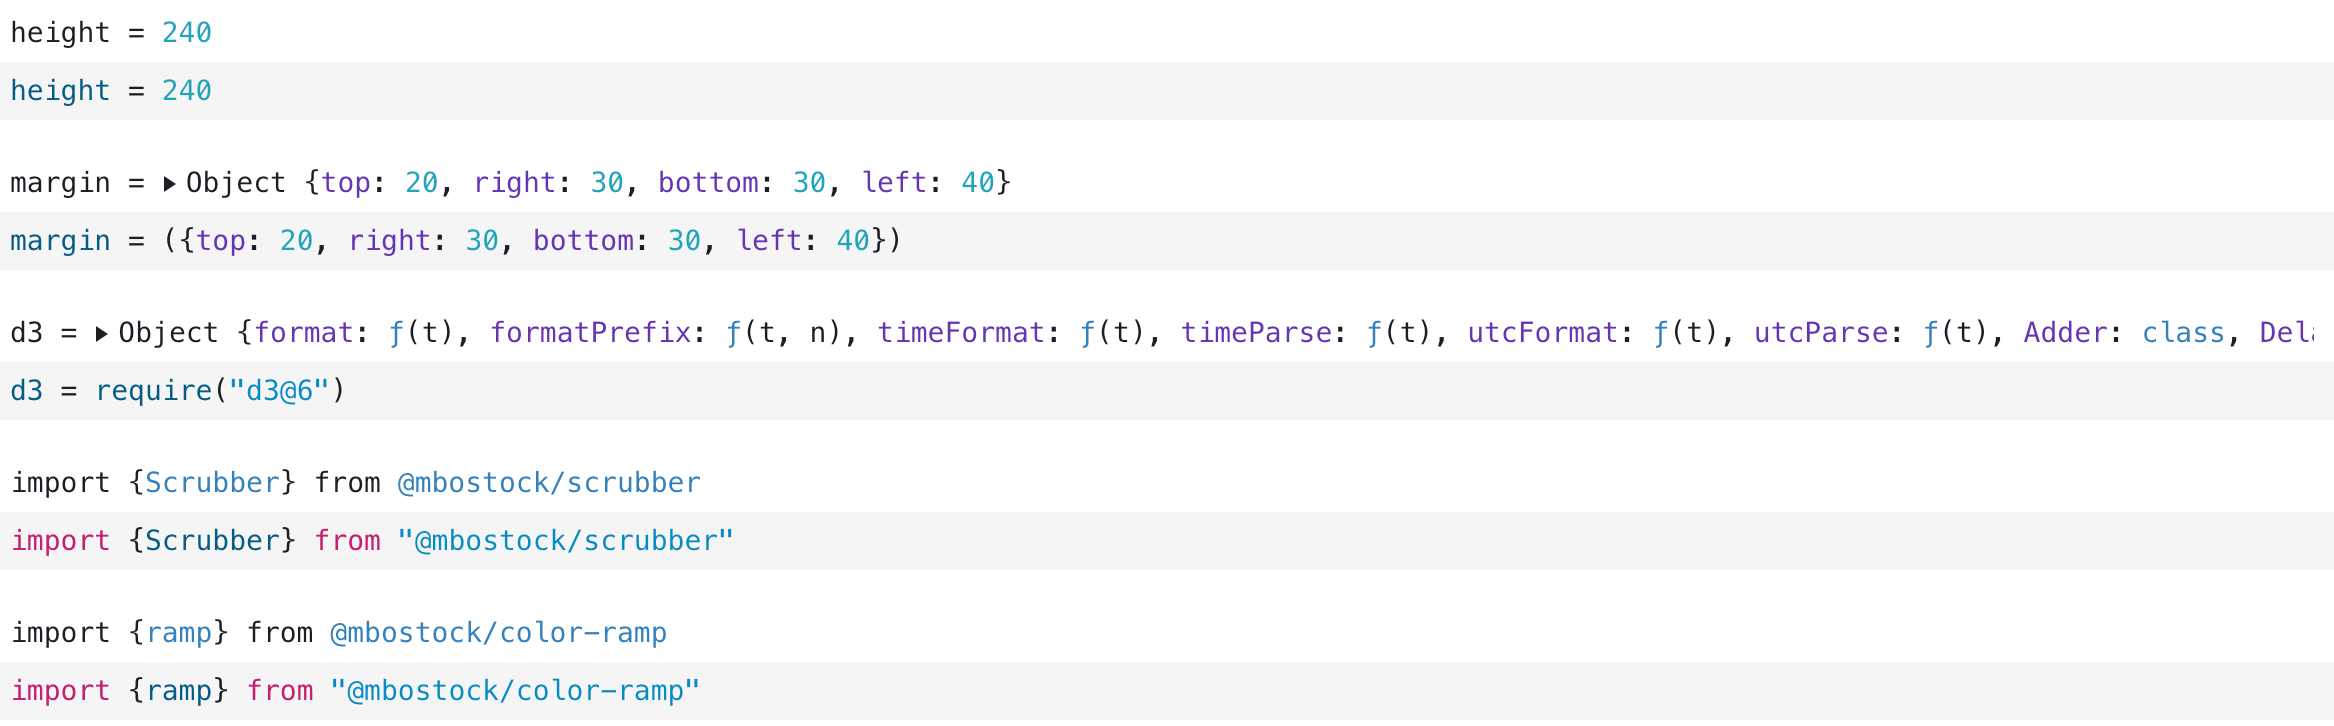 height = 240
height = 240
margin = ▸Object {top: 20, right: 30, bottom: 30, left: 40}
margin = ({top: 20, right: 30, bottom: 30, left: 40})
d3 = ▸Object {format: ƒ(t), formatPrefix: ƒ(t, n), timeFormat: ƒ(t), timeParse: ƒ(t), utcFormat: ƒ(t), utcParse: ƒ(t), Adder: class,
d3 = require("d3@6")
import {Scrubber} from @mbostock/scrubber
import {Scrubber} from "@mbostock/scrubber"
import {ramp} from @mbostock/color-ramp
import {ramp} from "@mbostock/color-ramp"